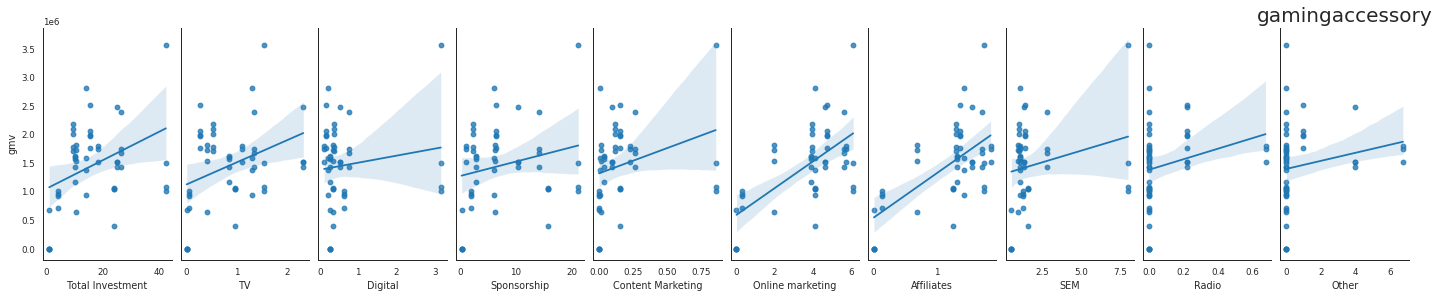 gamingaccessory
1e6
3.5
3.0
2.5
2.0
1.5
1.0
0.5
0.0
gmv
0 20 40 0 1 2 0 1 2 3 0 10 20 0.00 0.25 0.50 0.75 0 2 4 6 0 1 2.5 5.0 7.5 0.0 0.2 0.4 0.6 0 2 4 6
Total Investment TV Digital Sponsorship Content Marketing Online marketing Affiliates SEM Radio Other